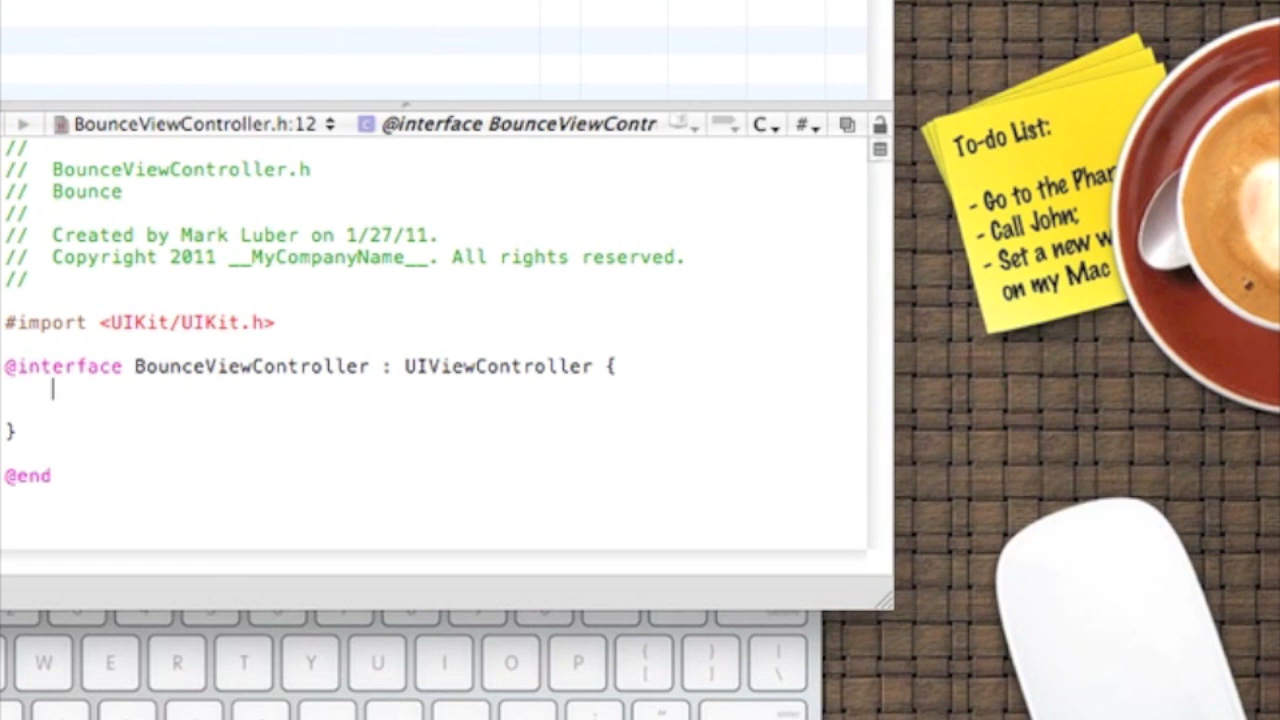 BounceViewController.h:12 @interface BounceViewContr C #
//
// BounceViewController.h
// Bounce
//
// Created by Mark Luber on 1/27/11.
// Copyright 2011 __MyCompanyName__. All rights reserved.
//
#import <UIKit/UIKit.h>
@interface BounceViewController : UIViewController {
}
@end
To-do List:
- Go to the Phar
- Call John;
- Set a new w
on my Mac
W E R T Y U I O P { [ } ] | \